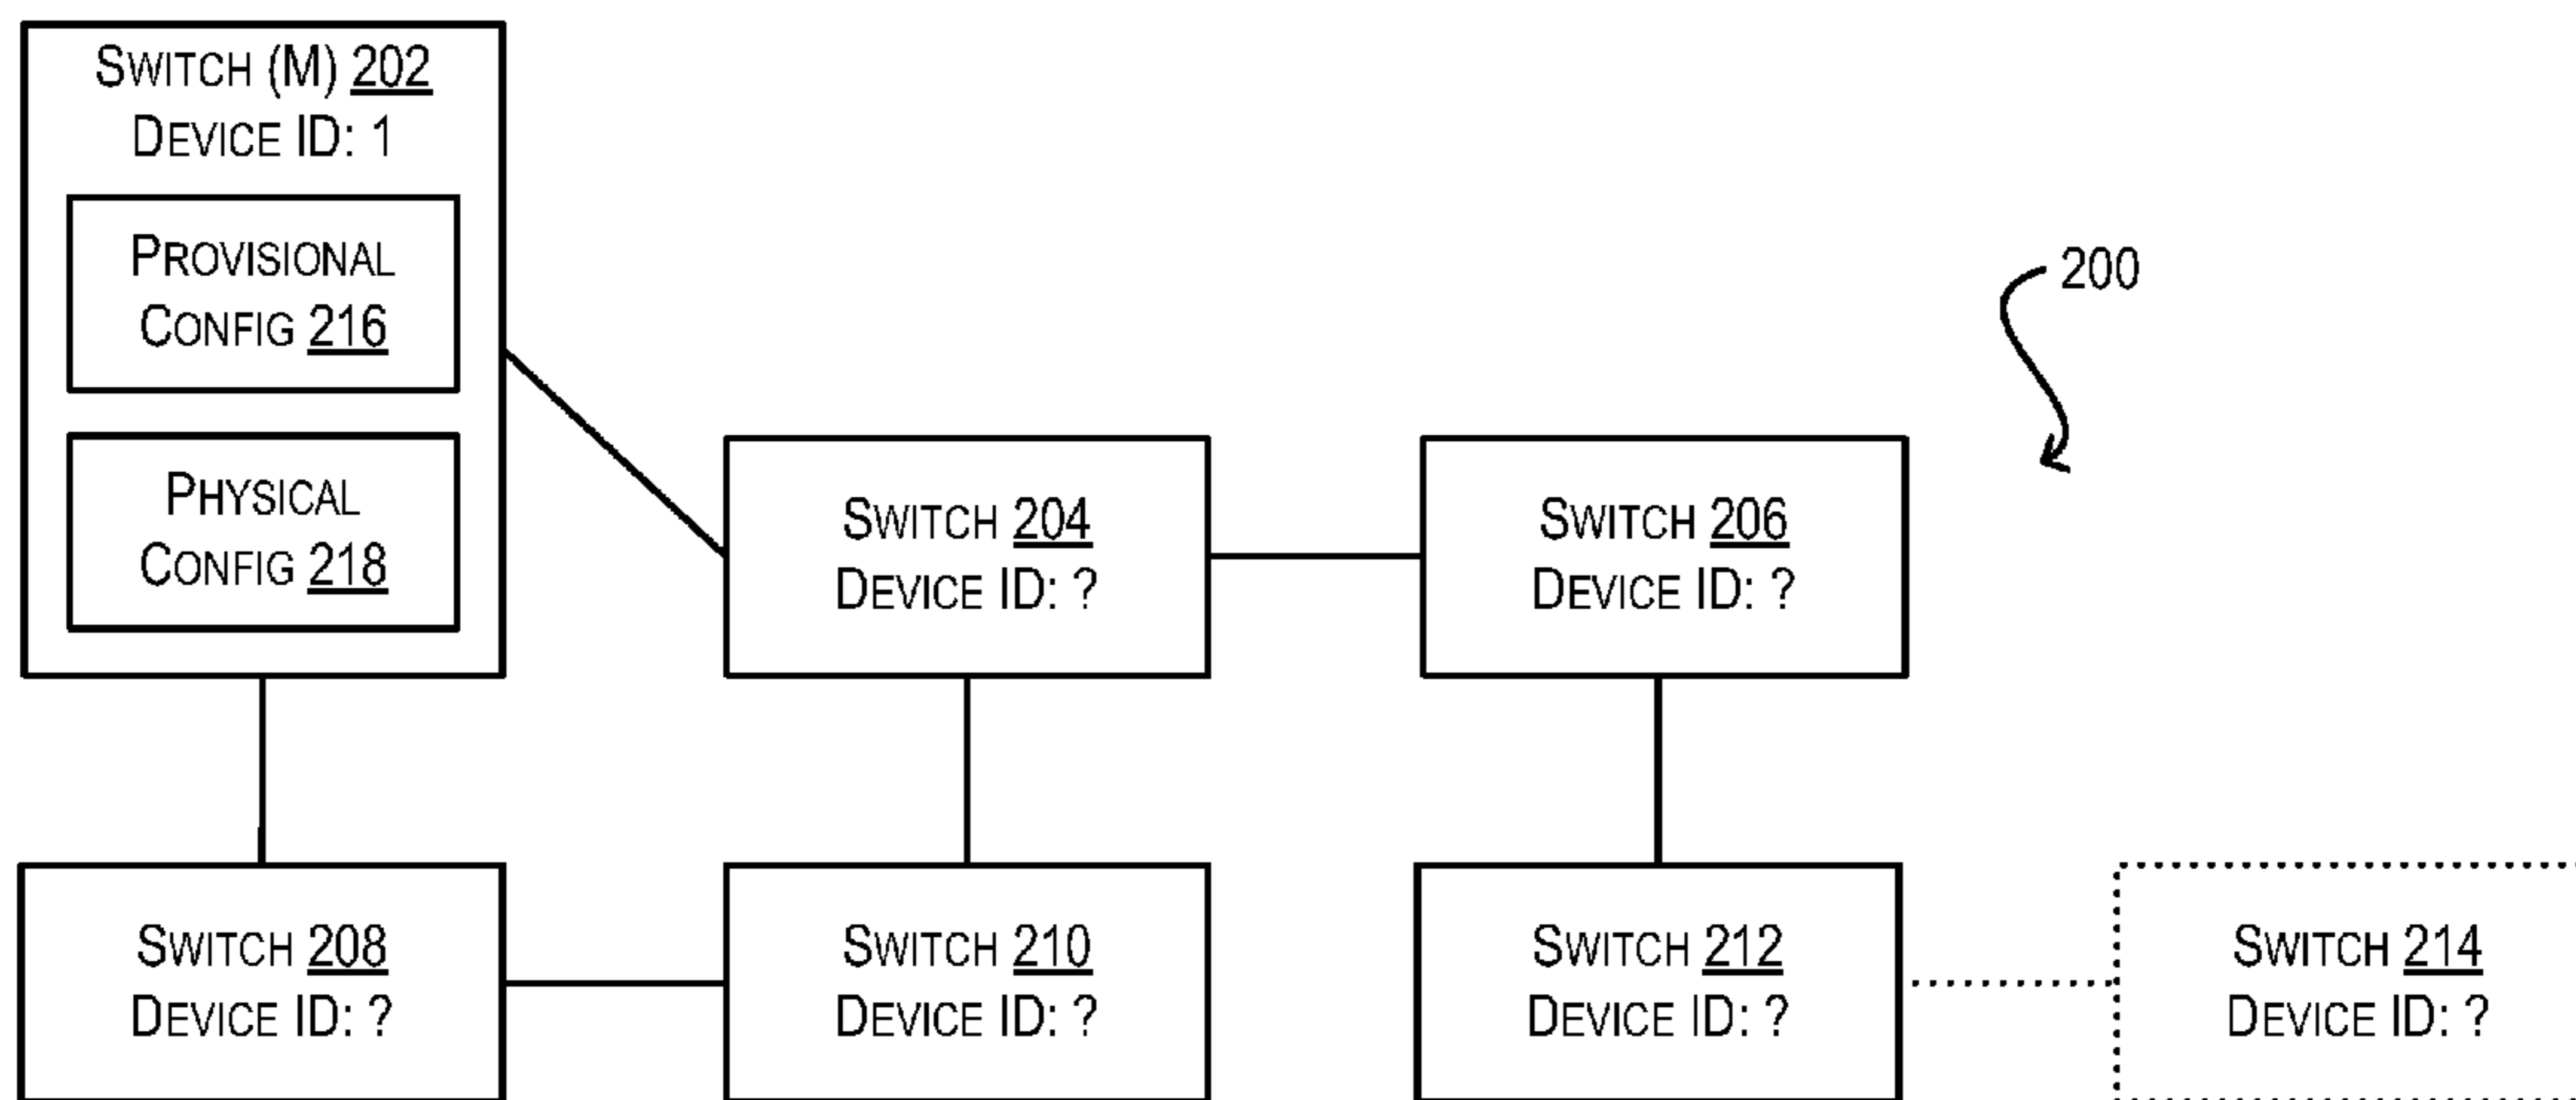 SWITCH (M) 202
DEVICE ID: 1
PROVISIONAL
CONFIG 216
PHYSICAL
CONFIG 218
200
SWITCH 204
DEVICE ID: ?
SWITCH 206
DEVICE ID: ?
SWITCH 208
DEVICE ID: ?
SWITCH 210
DEVICE ID: ?
SWITCH 212
DEVICE ID: ?
SWITCH 214
DEVICE ID: ?